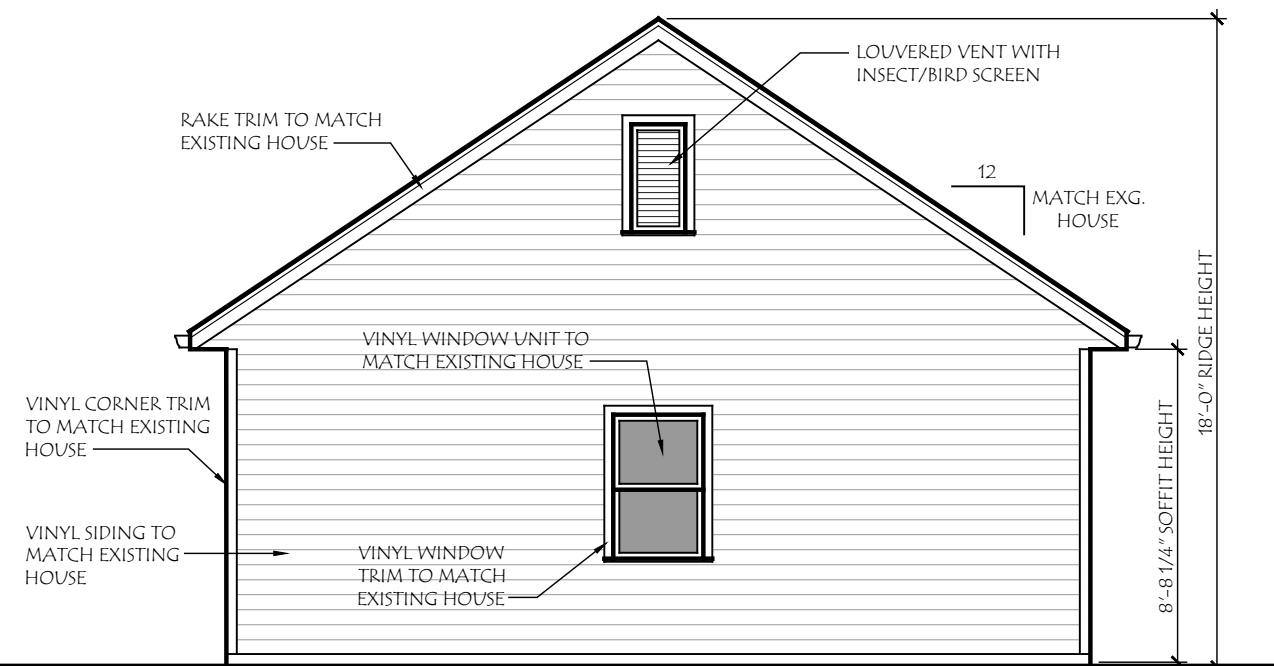 LOUVERED VENT WITH
INSECT/BIRD SCREEN
RAKE TRIM TO MATCH
EXISTING HOUSE
12
MATCH EXG.
HOUSE
18'-0" RIDGE HEIGHT
VINYL WINDOW UNIT TO
MATCH EXISTING HOUSE
VINYL CORNER TRIM
TO MATCH EXISTING
HOUSE
8'-8 1/4" SOFFIT HEIGHT
VINYL SIDING TO
MATCH EXISTING
HOUSE
VINYL WINDOW
TRIM TO MATCH
EXISTING HOUSE